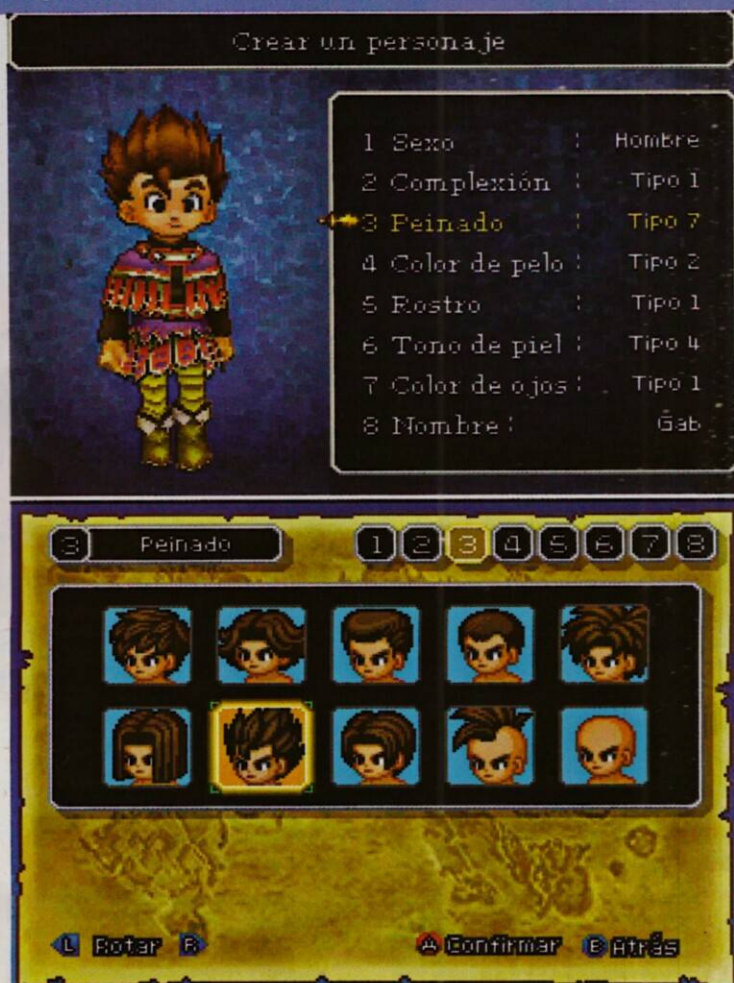 Crear un personaje
1 Sexo : Hombre
2 Complexión : Tipo 1
3 Peinado : Tipo 7
4 Color de pelo : Tipo 2
5 Rostro : Tipo 1
6 Tono de piel : Tipo 4
7 Color de ojos : Tipo 1
8 Nombre : Gab
3 Peinado 1 2 3 4 5 6 7 8
L Rotar R A Confirmar B Atrás